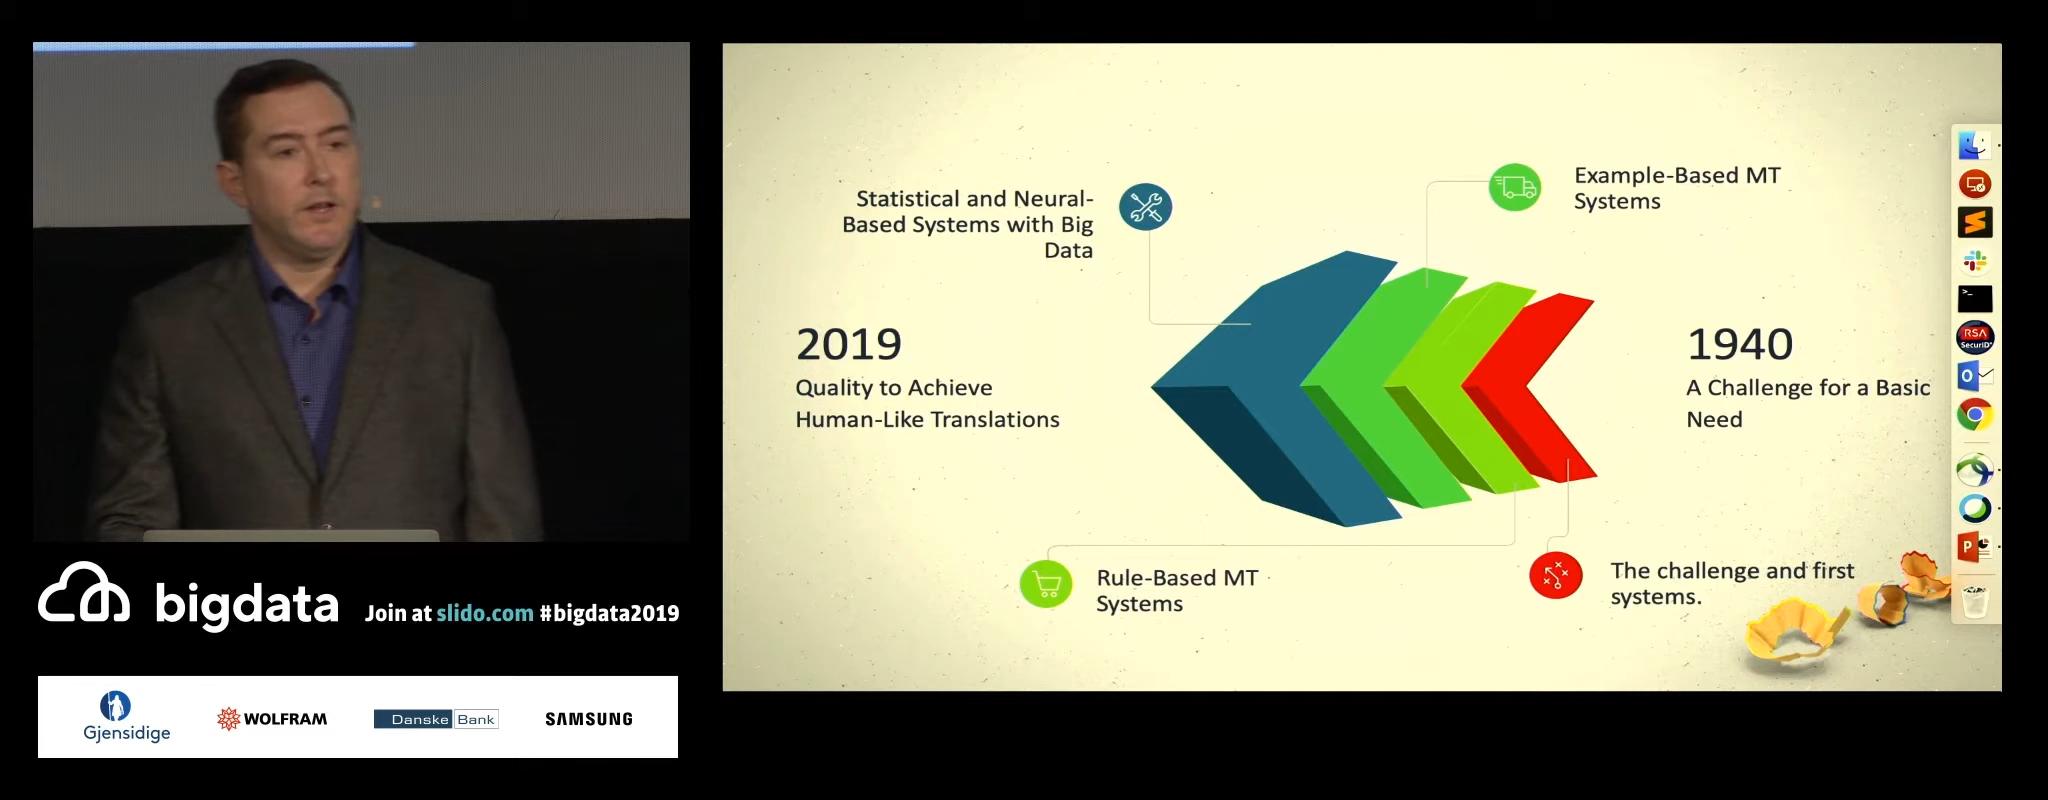 bigdata
Join at slido.com #bigdata2019
Gjensidige
WOLFRAM
Danske Bank
SAMSUNG
Statistical and Neural-
Based Systems with Big
Data
Example-Based MT
Systems
2019
Quality to Achieve
Human-Like Translations
1940
A Challenge for a Basic
Need
Rule-Based MT
Systems
The challenge and first
systems.
>_
RSA
SecurID
O
P